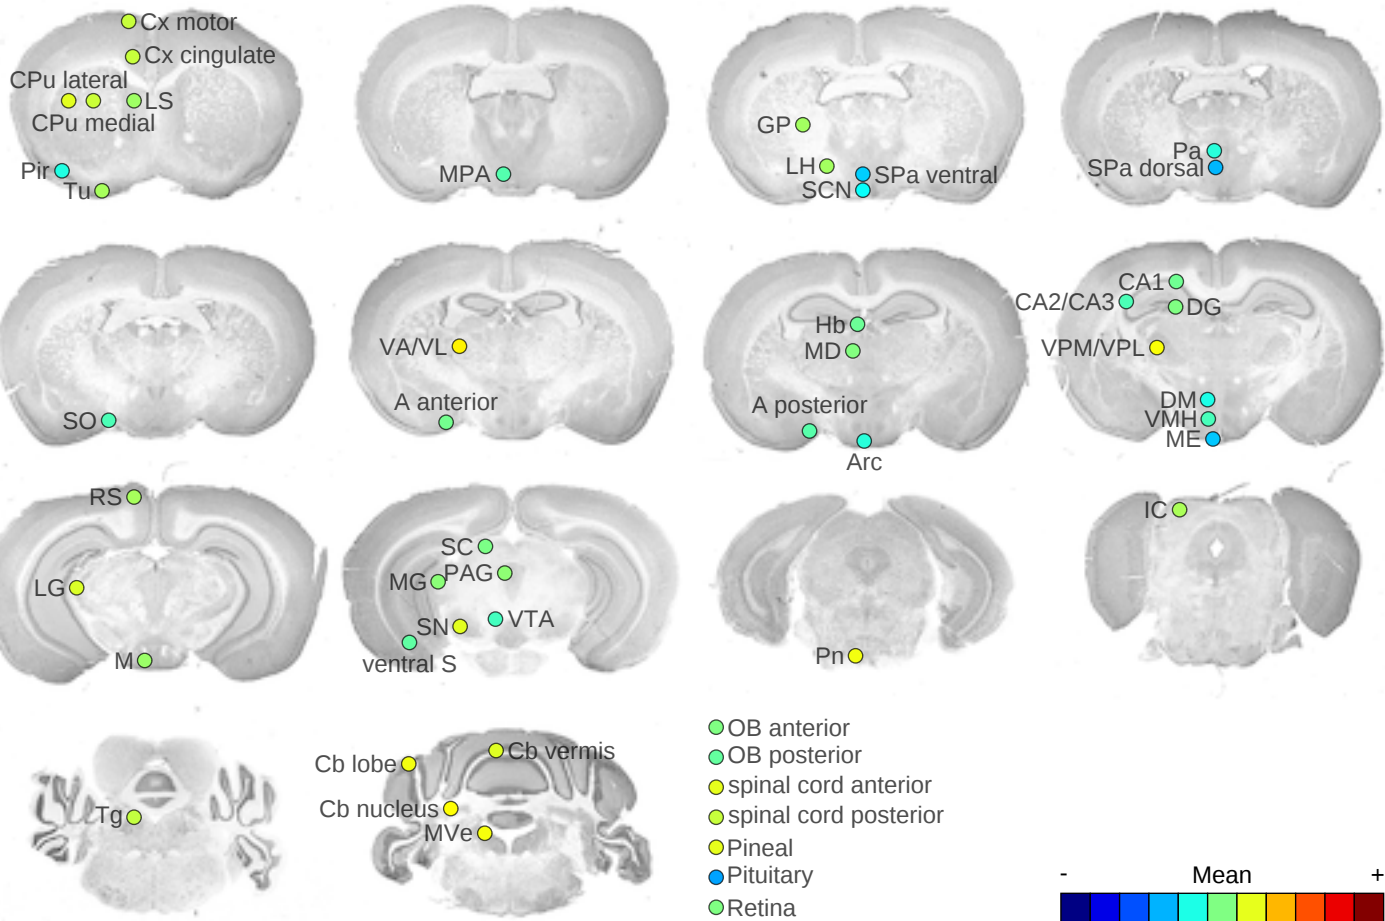 Cx motor
Cx cingulate
CPu lateral
LS
CPu medial
Pir
Tu
MPA
GP
LH
SPa ventral
SCN
Pa
SPa dorsal
SO
VA/VL
A anterior
Hb
MD
A posterior
Arc
CA1
CA2/CA3
DG
VPM/VPL
DM
VMH
ME
RS
LG
M
SC
MG
PAG
SN
VTA
ventral S
Pn
IC
Tg
Cb lobe
Cb vermis
Cb nucleus
MVe
OB anterior
OB posterior
spinal cord anterior
spinal cord posterior
Pineal
Pituitary
Retina
- Mean +